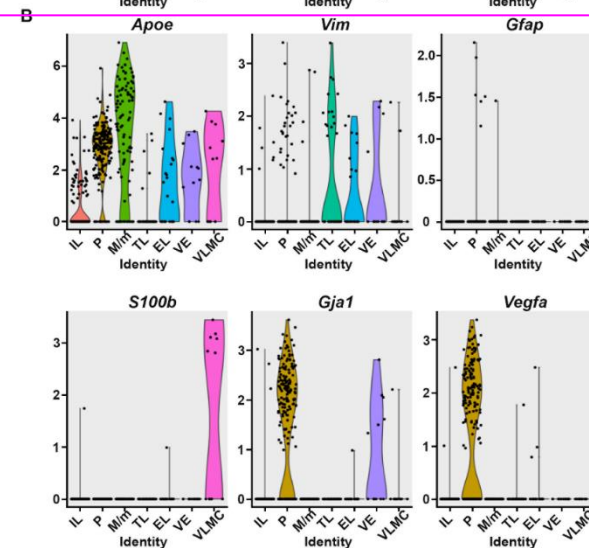 Identity Identity Identity
B
Apoe Vim Gfap
6 4 2 0
3 2 1 0
2.0 1.5 1.0 0.5 0
IL P M/m TL EL VE VLMC
IL P M/m TL EL VE VLMC
IL P M/m TL EL VE VLM
Identity Identity Identity
S100b Gja1 Vegfa
3 2 1 0
3 2 1 0
3 2 1 0
IL P M/m TL EL VE VLMC
IL P M/m TL EL VE VLMC
IL P M/m TL EL VE VLMC
Identity Identity Identity